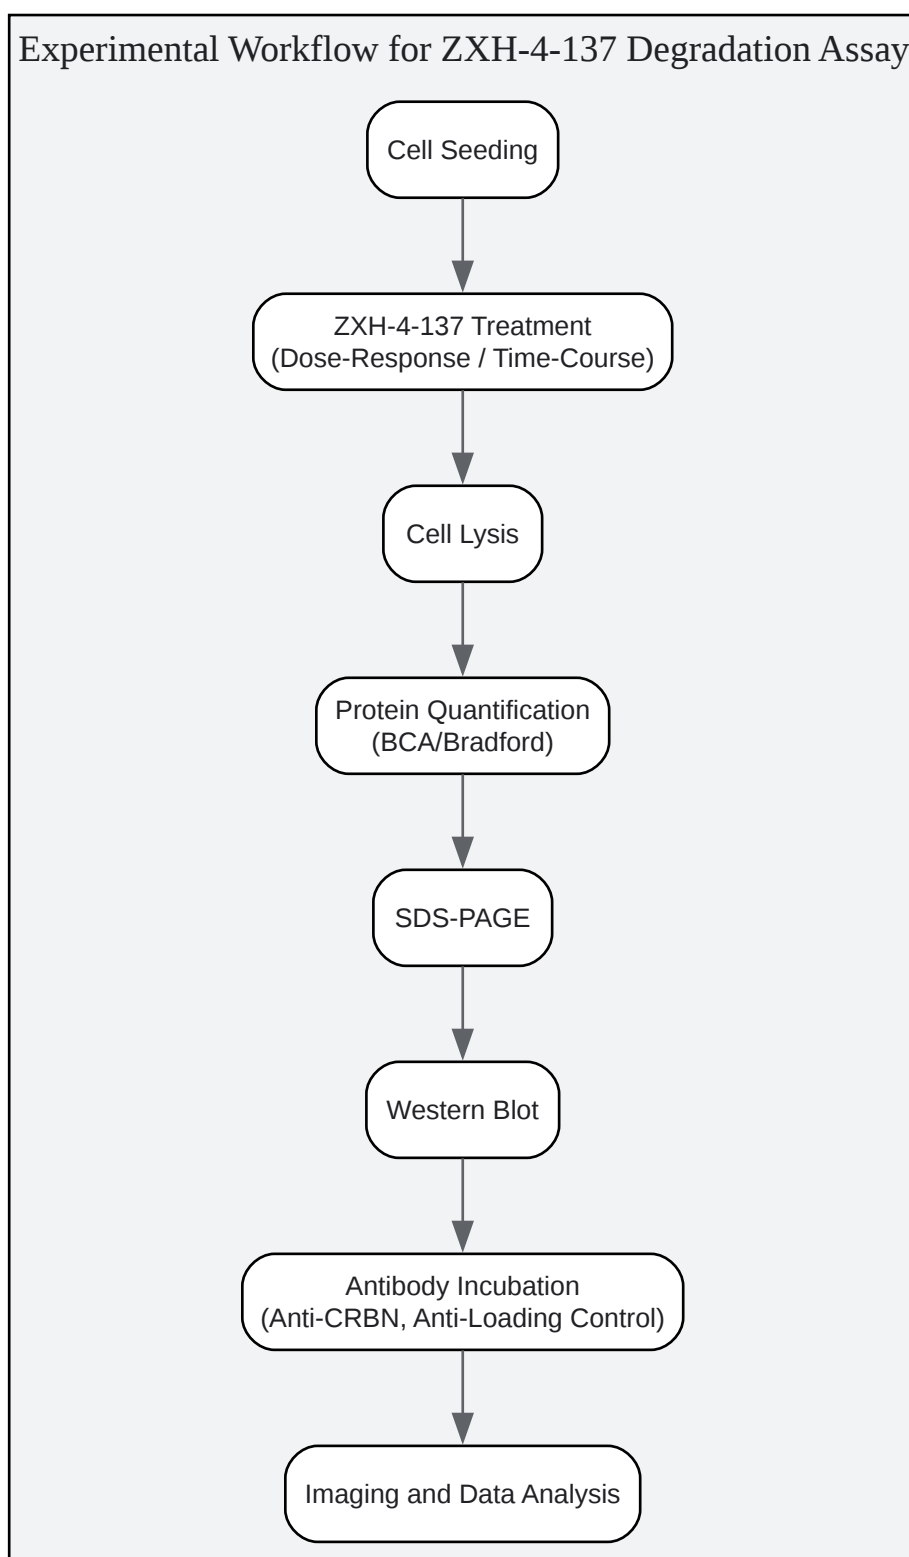 Experimental Workflow for ZXH-4-137 Degradation Assay
Cell Seeding
ZXH-4-137 Treatment
(Dose-Response / Time-Course)
Cell Lysis
Protein Quantification
(BCA/Bradford)
SDS-PAGE
Western Blot
Antibody Incubation
(Anti-CRBN, Anti-Loading Control)
Imaging and Data Analysis